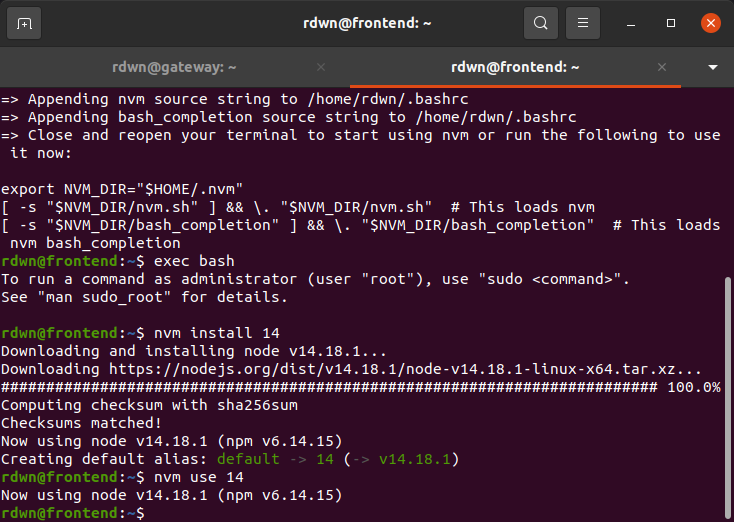 rdwn@frontend: ~
rdwn@gateway: ~
rdwn@frontend: ~
=> Appending nvm source string to /home/rdwn/.bashrc
=> Appending bash_completion source string to /home/rdwn/.bashrc
=> Close and reopen your terminal to start using nvm or run the following to use
 it now:
export NVM_DIR="$HOME/.nvm"
[ -s "$NVM_DIR/nvm.sh" ] && \. "$NVM_DIR/nvm.sh"  # This loads nvm
[ -s "$NVM_DIR/bash_completion" ] && \. "$NVM_DIR/bash_completion"  # This loads
 nvm bash_completion
rdwn@frontend:~$ exec bash
To run a command as administrator (user "root"), use "sudo <command>".
See "man sudo_root" for details.
rdwn@frontend:~$ nvm install 14
Downloading and installing node v14.18.1...
Downloading https://nodejs.org/dist/v14.18.1/node-v14.18.1-linux-x64.tar.xz...
######################################################################### 100.0%
Computing checksum with sha256sum
Checksums matched!
Now using node v14.18.1 (npm v6.14.15)
Creating default alias: default -> 14 (-> v14.18.1)
rdwn@frontend:~$ nvm use 14
Now using node v14.18.1 (npm v6.14.15)
rdwn@frontend:~$